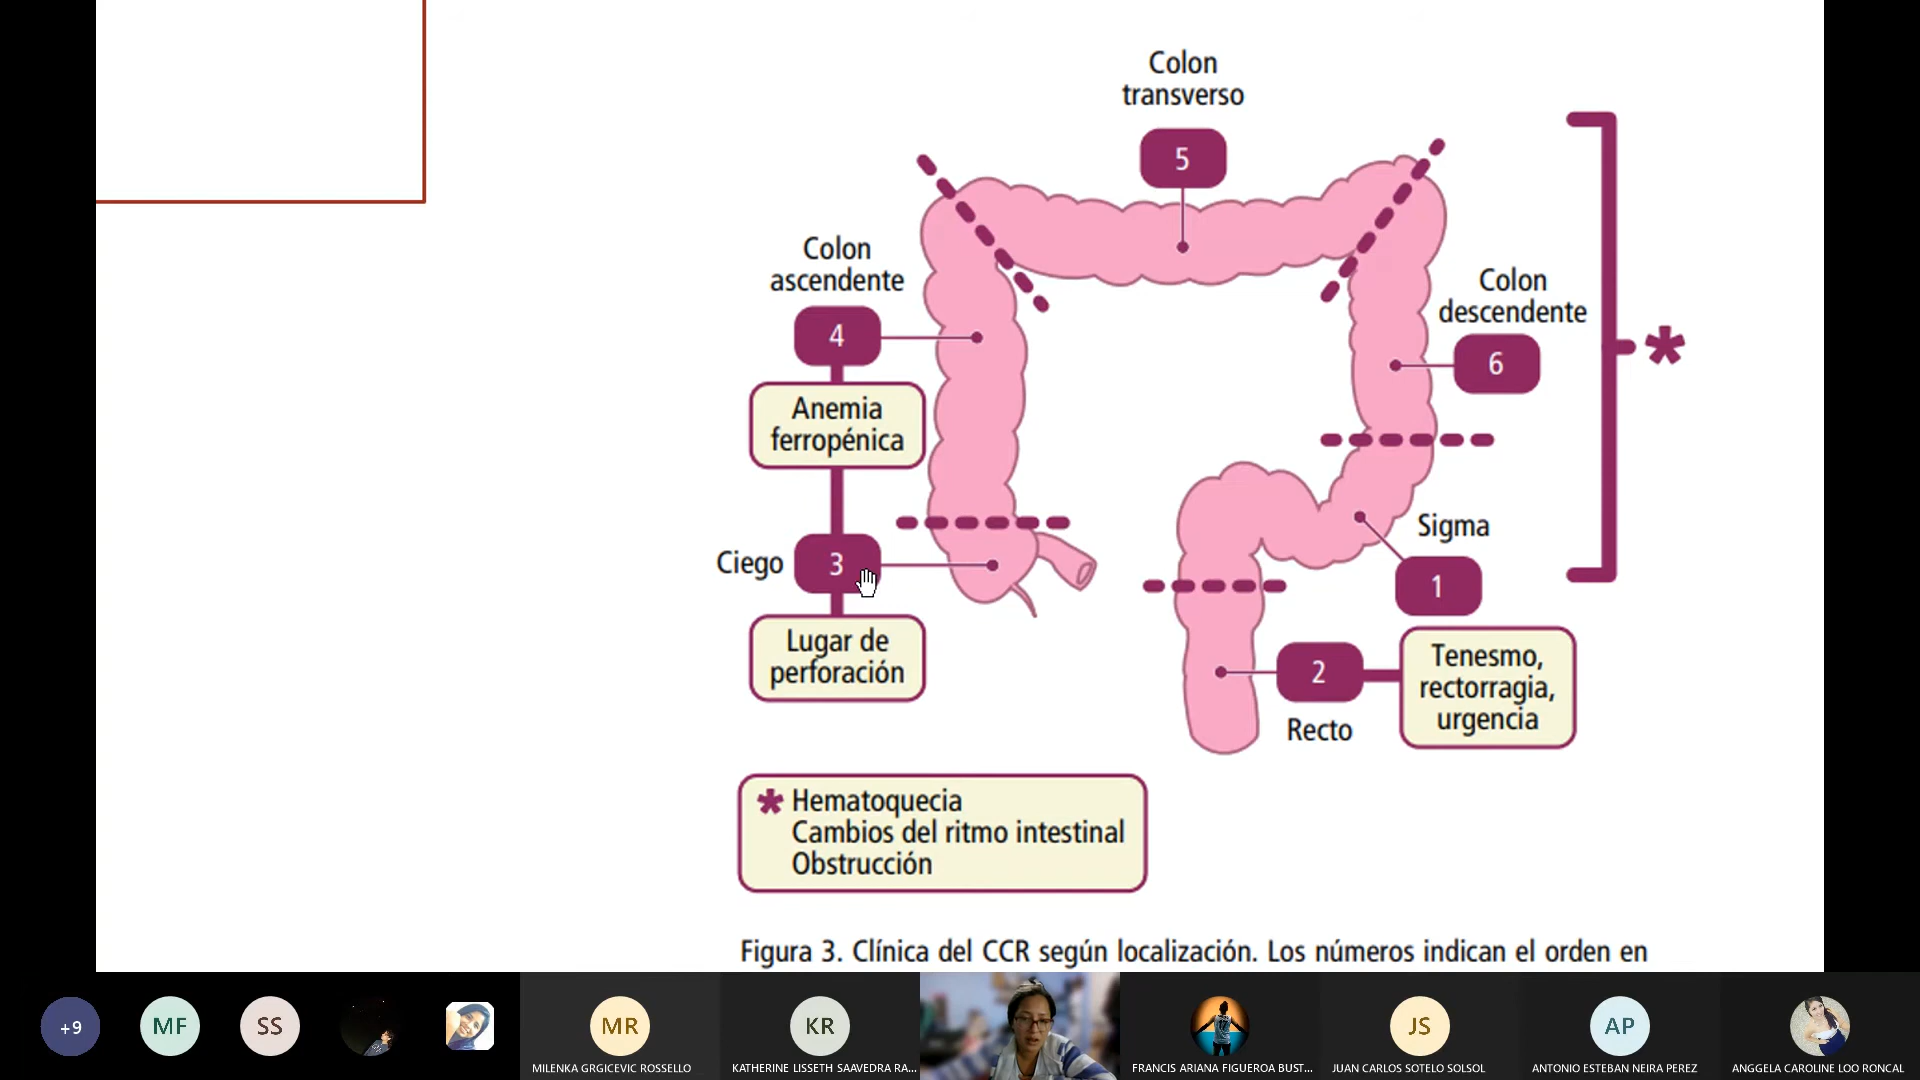 Colon
transverso
5
Colon
ascendente
4
Anemia
ferropénica
Colon
descendente
6
*
Ciego
3
Lugar de
perforación
Sigma
1
2
Recto
Tenesmo,
rectorragia,
urgencia
* Hematoquecia
Cambios del ritmo intestinal
Obstrucción
Figura 3. Clínica del CCR según localización. Los números indican el orden en
+9
MF
SS
MR
MILENKA GRGICEVIC ROSSELLO
KR
KATHERINE LISSETH SAAVEDRA RA...
FRANCIS ARIANA FIGUEROA BUST...
JS
JUAN CARLOS SOTELO SOLSOL
AP
ANTONIO ESTEBAN NEIRA PEREZ
ANGGELA CAROLINE LOO RONCAL